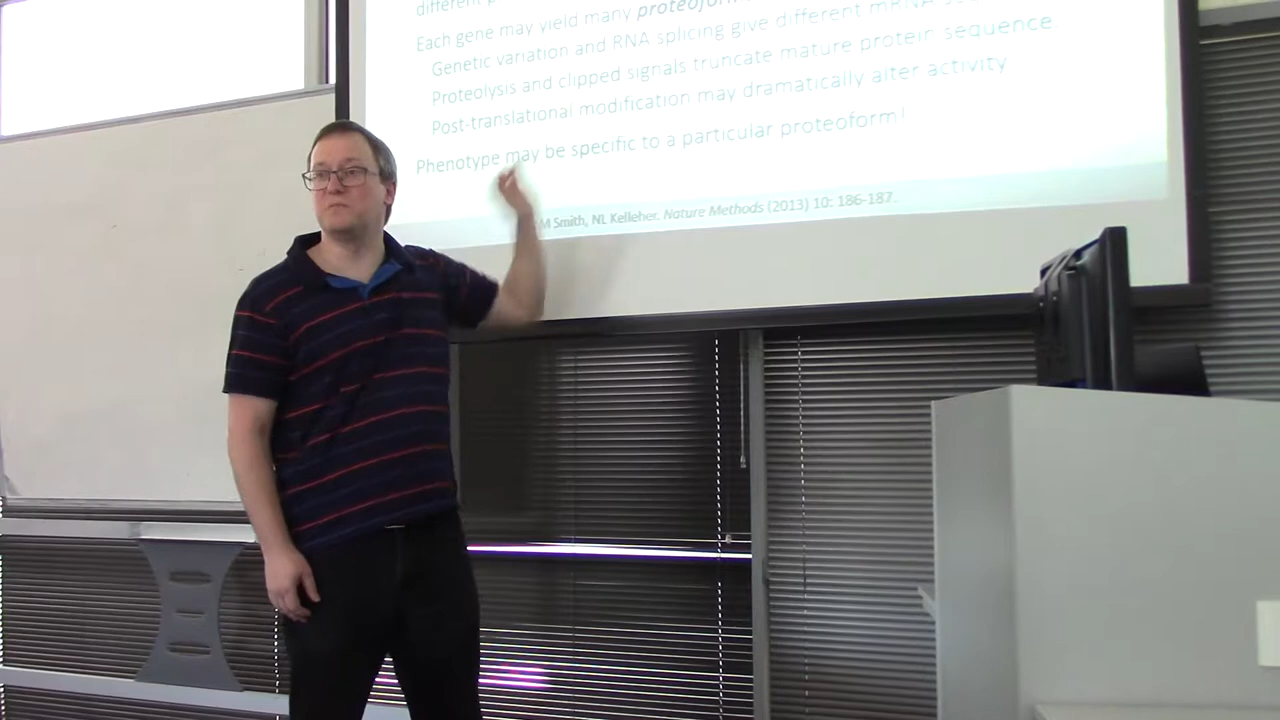 different p
Each gene may yield many proteoform
Genetic variation and RNA splicing give different mRNA
Proteolysis and clipped signals truncate mature protein sequence
Post-translational modification may dramatically alter activity
Phenotype may be specific to a particular proteoform!
M Smith, NL Kelleher. Nature Methods (2013) 10: 186-187.